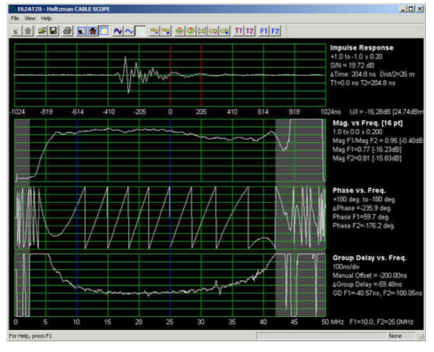 E6ZAT20 - Holtzman CABLE SCOPE
File View Help
T1 T2 F1 F2
Impulse Response
+1.0 to -1.0 x 0.20
S/N = 19.72 dB
ΔTime: 204.8 ns Dist/2=26 m
T1=0.0 ns T2=204.8 ns
-1024 -819 -614 -410 -205 0 205 410 614 819 1024ns U/I = -16.28dB [24.74dBm
Mag. vs Freq. [16 pt]
1.0 to 0.0 x 0.200
Mag F1/Mag F2 = 0.95 [-0.40dB
Mag F1=0.77 [-16.23dB]
Mag F2=0.81 [-15.83dB]
Phase vs. Freq.
+180 deg. to -180 deg.
ΔPhase =-235.9 deg.
Phase F1=59.7 deg.
Phase F2=-176.2 deg.
Group Delay vs. Freq.
100ns/div
Manual Offset = -200.00ns
ΔGroup Delay =-59.48ns
GD F1=-40.57ns, F2=-100.05ns
0 5 10 15 20 25 30 35 40 45 50 MHz F1=10.0, F2=25.0MHz
For Help, press F1 None